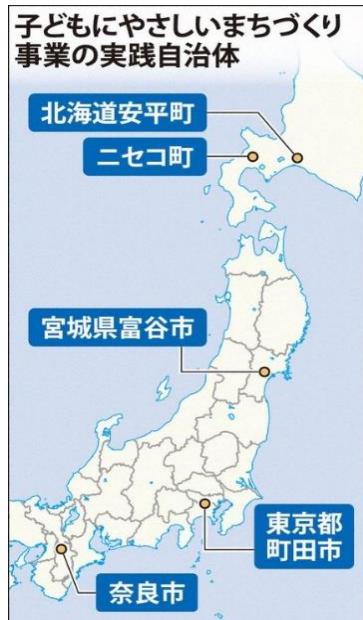 子どもにやさしいまちづくり
事業の実践自治体
北海道安平町
ニセコ町
宮城県富谷市
東京都
町田市
奈良市